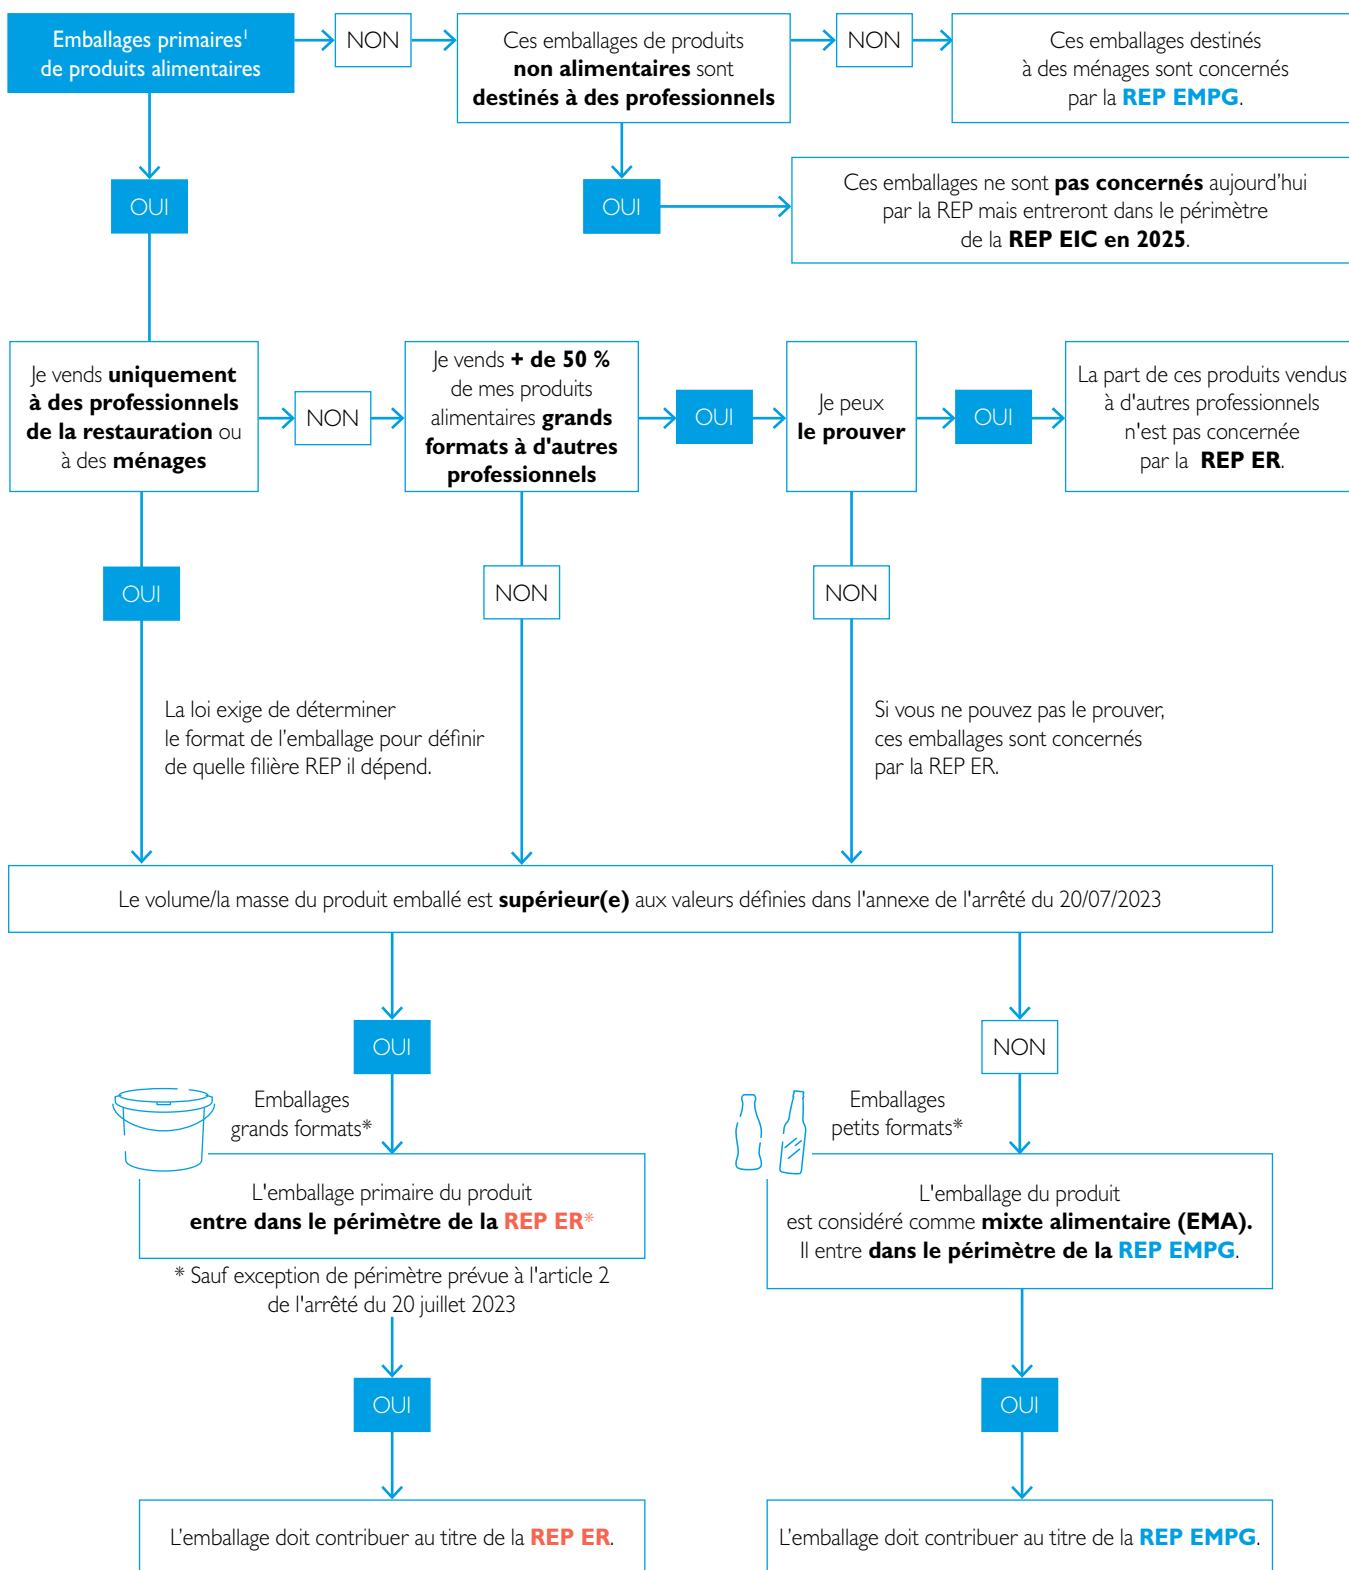 Emballages primaires¹
de produits alimentaires
NON
Ces emballages de produits
non alimentaires sont
destinés à des professionnels
NON
Ces emballages destinés
à des ménages sont concernés
par la REP EMPG.
OUI
OUI
Ces emballages ne sont pas concernés aujourd’hui
par la REP mais entreront dans le périmètre
de la REP EIC en 2025.
Je vends uniquement
à des professionnels
de la restauration ou
à des ménages
NON
Je vends + de 50 %
de mes produits
alimentaires grands
formats à d'autres
professionnels
OUI
Je peux
le prouver
OUI
La part de ces produits vendus
à d'autres professionnels
n'est pas concernée
par la REP ER.
OUI
NON
NON
La loi exige de déterminer
le format de l’emballage pour définir
de quelle filière REP il dépend.
Si vous ne pouvez pas le prouver,
ces emballages sont concernés
par la REP ER.
Le volume/la masse du produit emballé est supérieur(e) aux valeurs définies dans l'annexe de l'arrêté du 20/07/2023
OUI
NON
Emballages
grands formats*
Emballages
petits formats*
L'emballage primaire du produit
entre dans le périmètre de la REP ER*
L'emballage du produit
est considéré comme mixte alimentaire (EMA).
Il entre dans le périmètre de la REP EMPG.
* Sauf exception de périmètre prévue à l'article 2
de l'arrêté du 20 juillet 2023
OUI
OUI
L’emballage doit contribuer au titre de la REP ER.
L’emballage doit contribuer au titre de la REP EMPG.